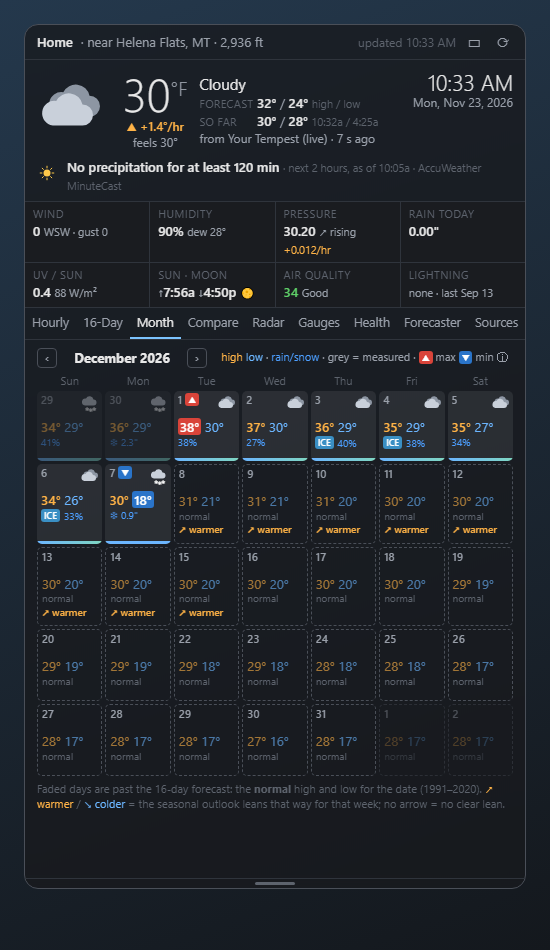 Home · near Helena Flats, MT · 2,936 ft updated 10:33 AM
30°F Cloudy 10:33 AM
FORECAST 32° / 24° high / low Mon, Nov 23, 2026
▲ +1.4°/hr SO FAR 30° / 28° 10:32a / 4:25a
feels 30° from Your Tempest (live) · 7 s ago
No precipitation for at least 120 min · next 2 hours, as of 10:05a · AccuWeather
MinuteCast
WIND HUMIDITY PRESSURE RAIN TODAY
0 WSW · gust 0 90% dew 28° 30.20 ↗ rising 0.00"
+0.012/hr
UV / SUN SUN · MOON AIR QUALITY LIGHTNING
0.4 88 W/m² ↑7:56a ↓4:50p 34 Good none · last Sep 13
Hourly 16-Day Month Compare Radar Gauges Health Forecaster Sources
‹ December 2026 › high low · rain/snow · grey = measured · ▲ max ▼ min ⓘ
Sun Mon Tue Wed Thu Fri Sat
29 30 1 ▲ 2 3 4 5
34° 29° 36° 29° 38° 30° 37° 30° 36° 29° 35° 29° 35° 27°
41% ❄ 2.3" 38% 27% ICE 40% ICE 38% 34%
6 7 ▼ 8 9 10 11 12
34° 26° 30° 18° 31° 21° 31° 21° 31° 20° 30° 20° 30° 20°
ICE 33% ❄ 0.9" normal normal normal normal normal
↗ warmer ↗ warmer ↗ warmer ↗ warmer ↗ warmer
13 14 15 16 17 18 19
30° 20° 30° 20° 30° 20° 30° 20° 30° 20° 30° 20° 29° 19°
normal normal normal normal normal normal normal
↗ warmer ↗ warmer ↗ warmer
20 21 22 23 24 25 26
29° 19° 29° 19° 29° 18° 29° 18° 28° 18° 28° 18° 28° 17°
normal normal normal normal normal normal normal
27 28 29 30 31 1 2
28° 17° 28° 17° 28° 17° 27° 16° 28° 17° 28° 17° 28° 17°
normal normal normal normal normal normal normal
Faded days are past the 16-day forecast: the normal high and low for the date (1991–2020). ↗
warmer / ↘ colder = the seasonal outlook leans that way for that week; no arrow = no clear lean.